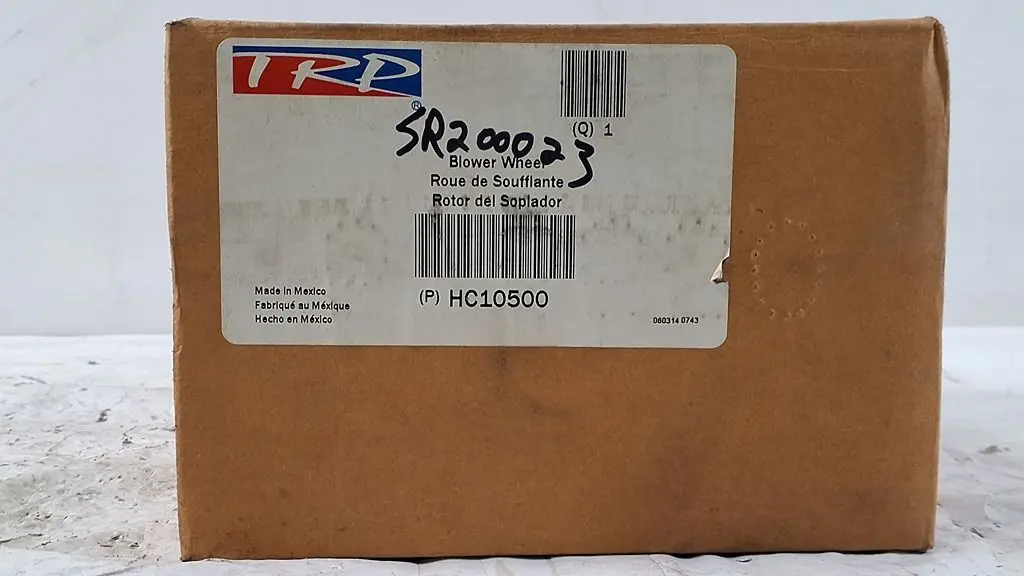 TRP
®
(Q) 1
SR200023
Blower Wheel
Roue de Soufflante
Rotor del Soplador
(P) HC10500
Made in Mexico
Fabriqué au Méxique
Hecho en México
060314 0743